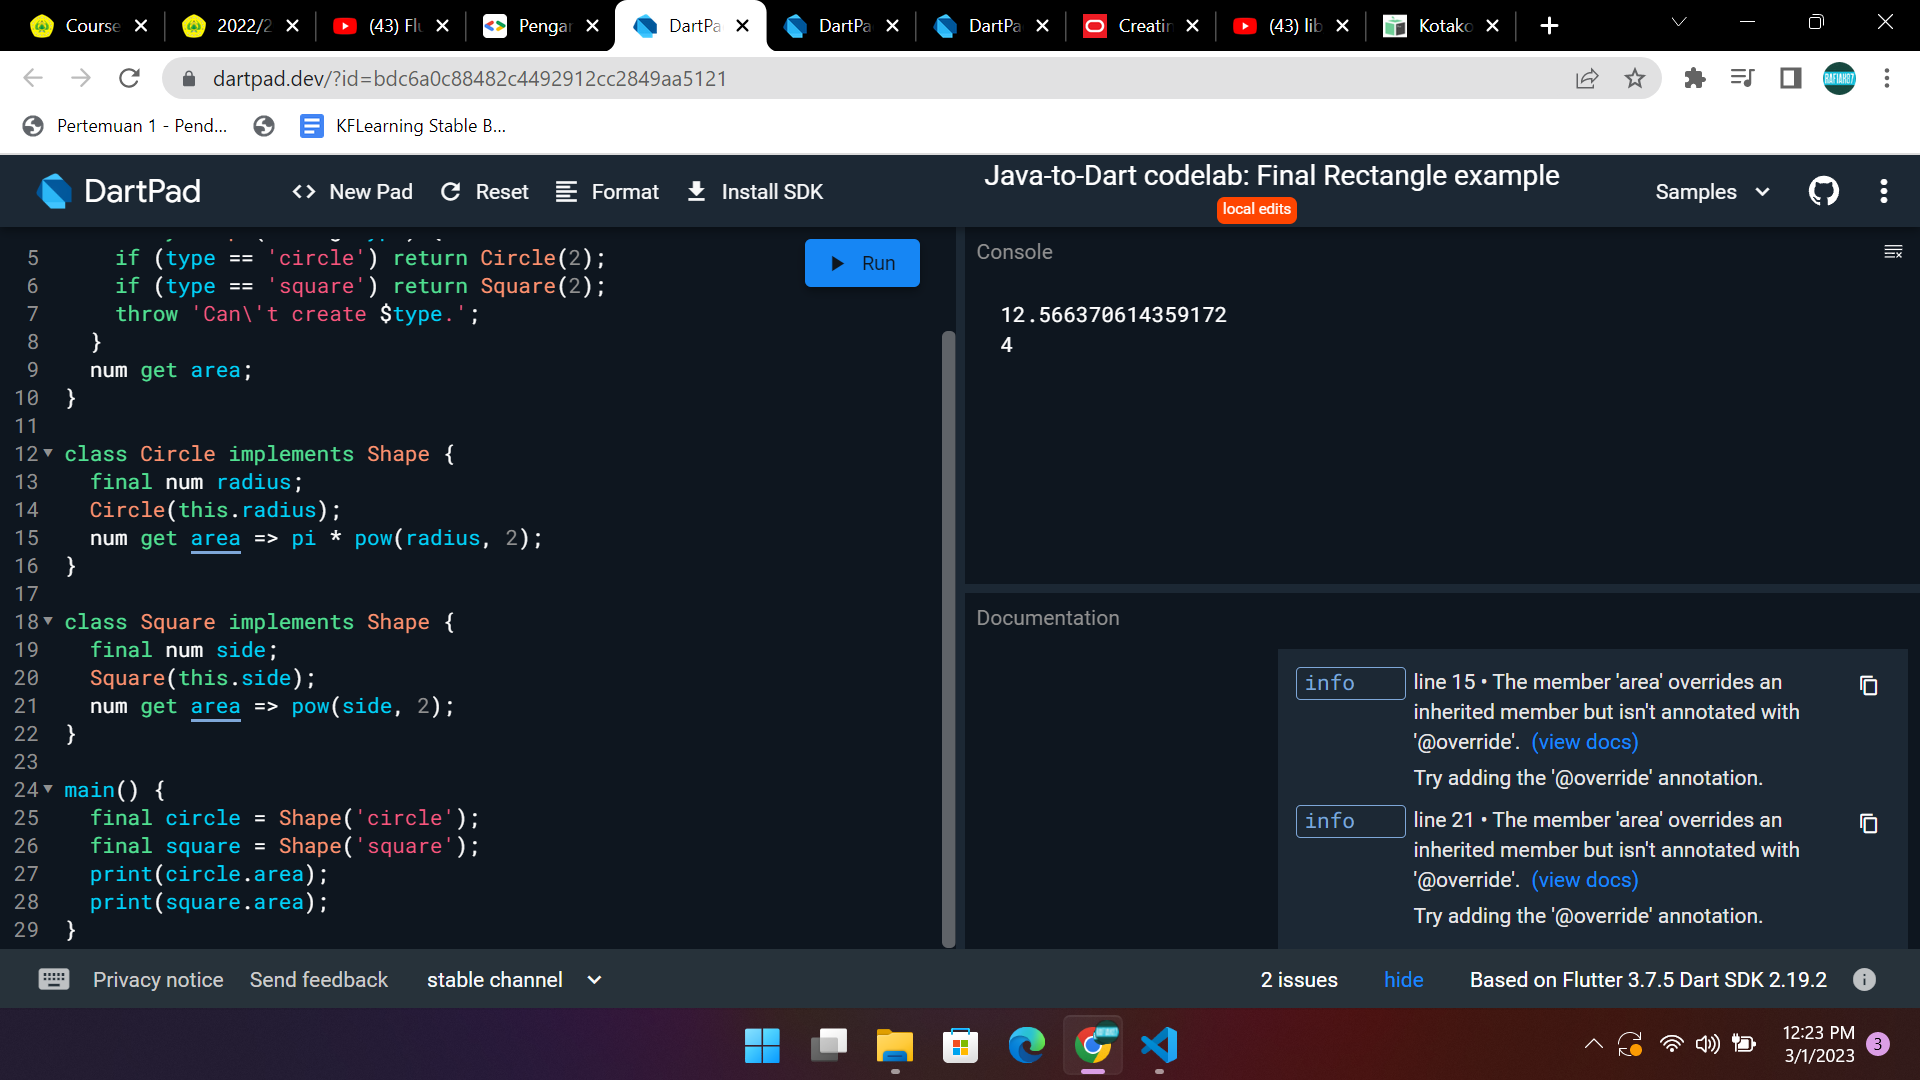 Course
2022/2
(43) Flu
Pengar
DartPa
DartPa
DartPa
Creatin
(43) lib
Kotako
dartpad.dev/?id=bdc6a0c88482c4492912cc2849aa5121
RAFIAH87
Pertemuan 1 - Pend...
KFLearning Stable B...
DartPad
New Pad
Reset
Format
Install SDK
Java-to-Dart codelab: Final Rectangle example
local edits
Samples
5 if (type == 'circle') return Circle(2);
6 if (type == 'square') return Square(2);
7 throw 'Can\'t create $type.';
8 }
9 num get area;
10 }
11
12 class Circle implements Shape {
13 final num radius;
14 Circle(this.radius);
15 num get area => pi * pow(radius, 2);
16 }
17
18 class Square implements Shape {
19 final num side;
20 Square(this.side);
21 num get area => pow(side, 2);
22 }
23
24 main() {
25 final circle = Shape('circle');
26 final square = Shape('square');
27 print(circle.area);
28 print(square.area);
29 }
Run
Console
12.566370614359172
4
Documentation
info line 15 • The member 'area' overrides an
inherited member but isn't annotated with
'@override'. (view docs)
Try adding the '@override' annotation.
info line 21 • The member 'area' overrides an
inherited member but isn't annotated with
'@override'. (view docs)
Try adding the '@override' annotation.
Privacy notice
Send feedback
stable channel
2 issues
hide
Based on Flutter 3.7.5 Dart SDK 2.19.2
12:23 PM
3/1/2023
3